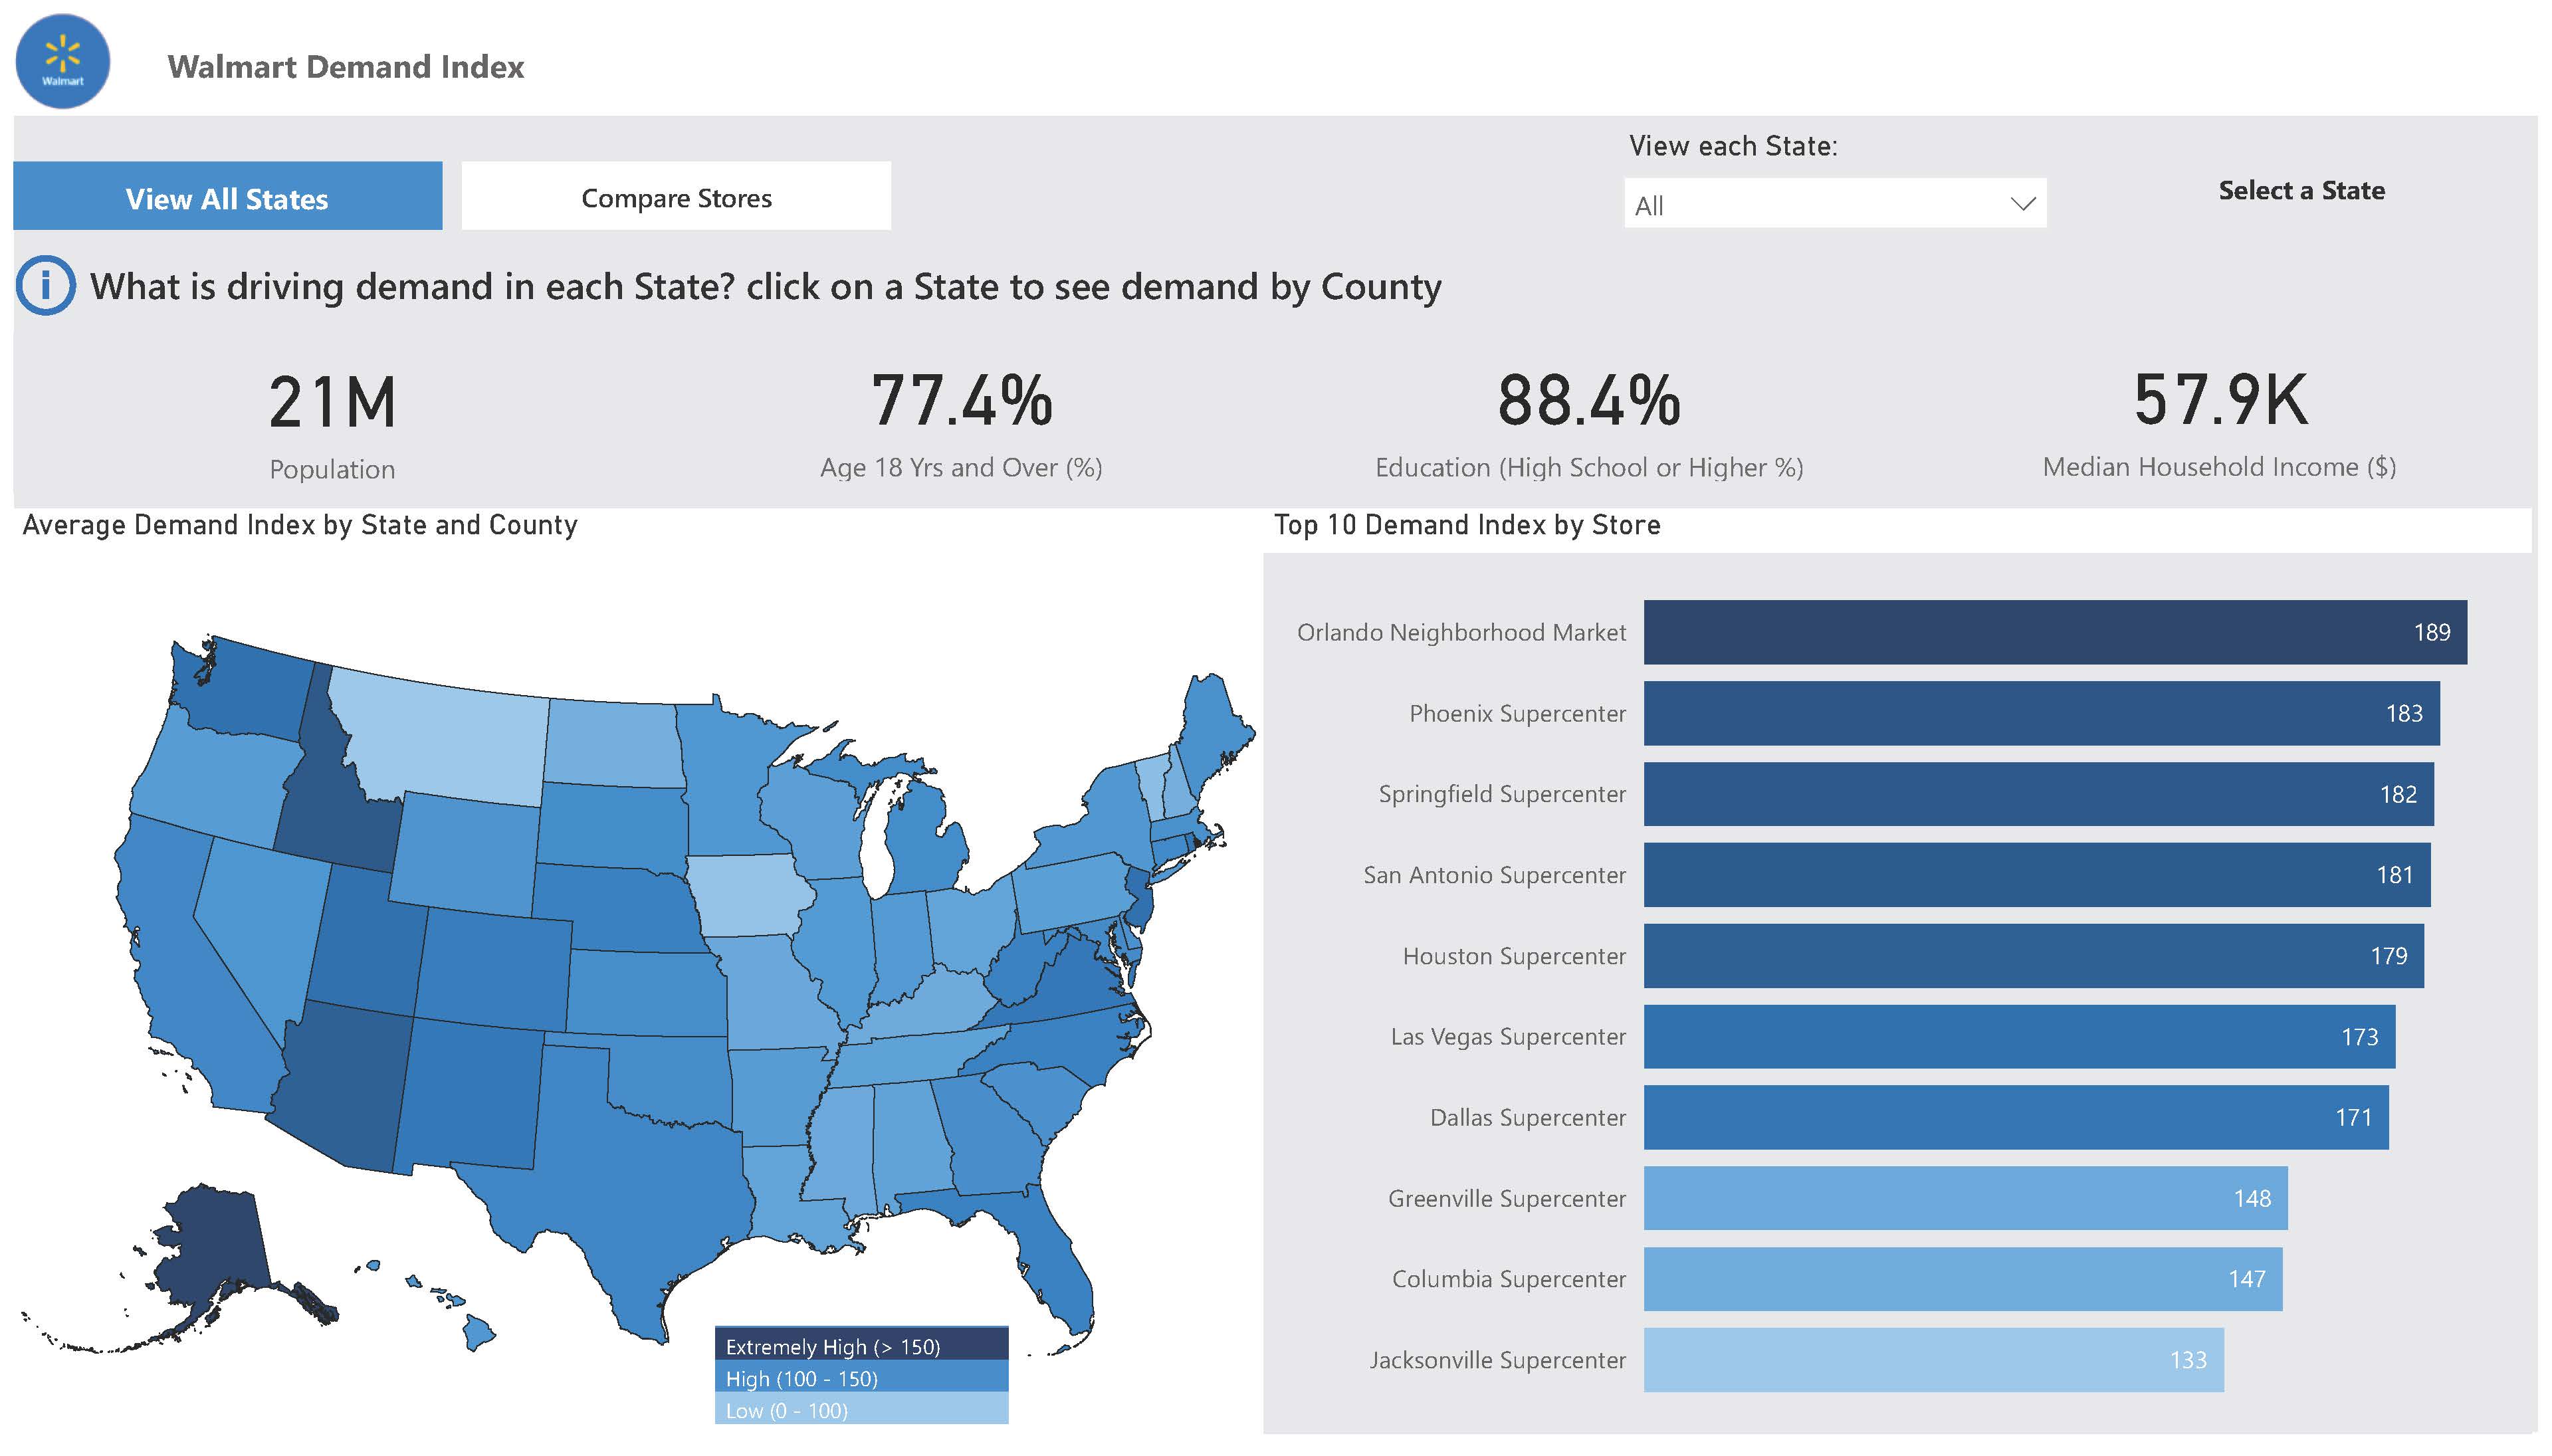 Walmart
Walmart Demand Index
View each State:
View All States
Compare Stores
All
Select a State
i
What is driving demand in each State? click on a State to see demand by County
21M
77.4%
88.4%
57.9K
Population
Age 18 Yrs and Over (%)
Education (High School or Higher %)
Median Household Income ($)
Average Demand Index by State and County
Extremely High (> 150)
High (100 - 150)
Low (0 - 100)
Top 10 Demand Index by Store
Orlando Neighborhood Market 189
Phoenix Supercenter 183
Springfield Supercenter 182
San Antonio Supercenter 181
Houston Supercenter 179
Las Vegas Supercenter 173
Dallas Supercenter 171
Greenville Supercenter 148
Columbia Supercenter 147
Jacksonville Supercenter 133